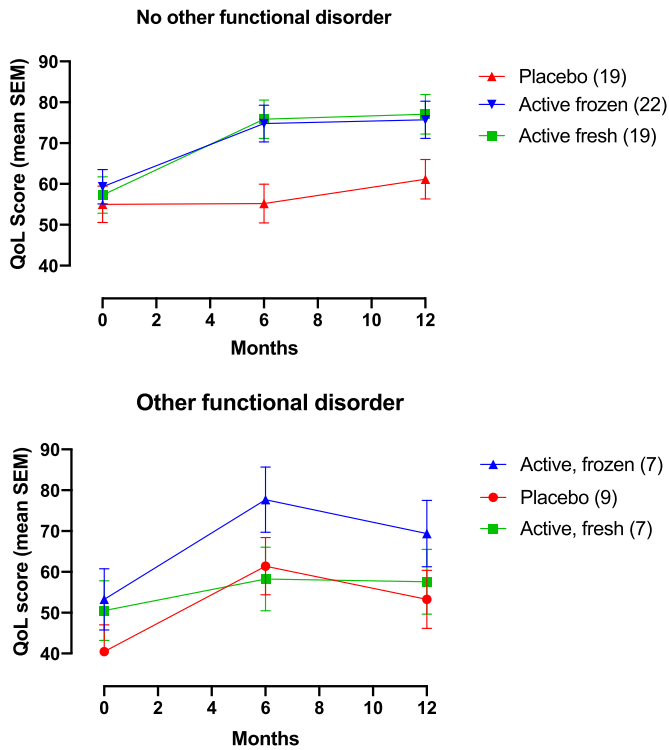 No other functional disorder
QoL Score (mean SEM)
90
80
70
60
50
40
0 2 4 6 8 10 12
Months
Placebo (19)
Active frozen (22)
Active fresh (19)
Other functional disorder
QoL score (mean SEM)
90
80
70
60
50
40
0 2 4 6 8 10 12
Months
Active, frozen (7)
Placebo (9)
Active, fresh (7)